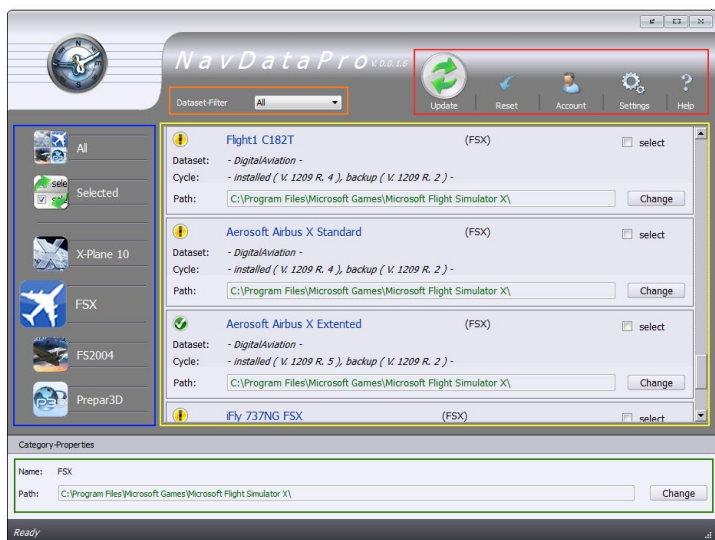 NavDataPro V 0.0.1.6
Dataset-Filter All
Update Reset Account Settings Help
All
Selected
X-Plane 10
FSX
FS2004
Prepar3D
Flight1 C182T (FSX) select
Dataset: - DigitalAviation -
Cycle: - installed ( V. 1209 R. 4 ), backup ( V. 1209 R. 2 ) -
Path: C:\Program Files\Microsoft Games\Microsoft Flight Simulator X\ Change
Aerosoft Airbus X Standard (FSX) select
Dataset: - DigitalAviation -
Cycle: - installed ( V. 1209 R. 4 ), backup ( V. 1209 R. 2 ) -
Path: C:\Program Files\Microsoft Games\Microsoft Flight Simulator X\ Change
Aerosoft Airbus X Extented (FSX) select
Dataset: - DigitalAviation -
Cycle: - installed ( V. 1209 R. 5 ), backup ( V. 1209 R. 2 ) -
Path: C:\Program Files\Microsoft Games\Microsoft Flight Simulator X\ Change
iFly 737NG FSX (FSX) select
Category-Properties
Name: FSX
Path: C:\Program Files\Microsoft Games\Microsoft Flight Simulator X\ Change
Ready